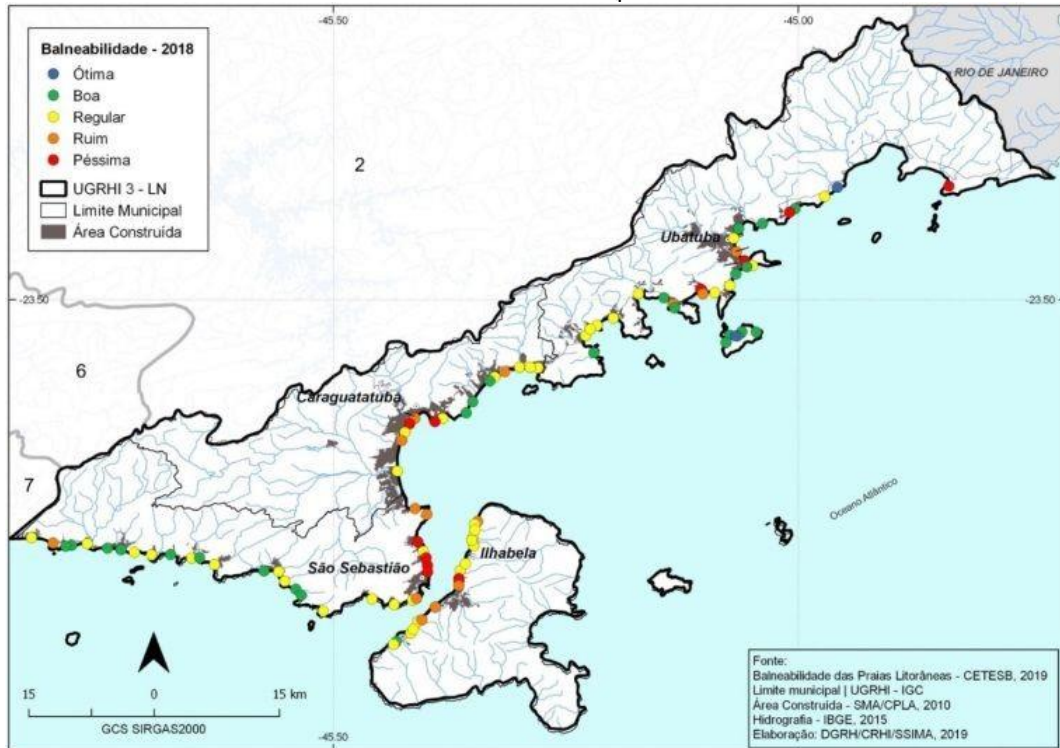 -45.50
-45.00
Balneabilidade - 2018
Ótima
Boa
Regular
Ruim
Péssima
UGRHI 3 - LN
Limite Municipal
Área Construída
RIO DE JANEIRO
2
Ubatuba
-23.50
-23.50
6
Caraguatatuba
7
Oceano Atlântico
Ilhabela
São Sebastião
15
0
15 km
GCS SIRGAS2000
-45.50
Fonte:
Balneabilidade das Praias Litorâneas - CETESB, 2019
Limite municipal | UGRHI - IGC
Área Construída - SMA/CPLA, 2010
Hidrografia - IBGE, 2015
Elaboração: DGRH/CRHI/SSIMA, 2019